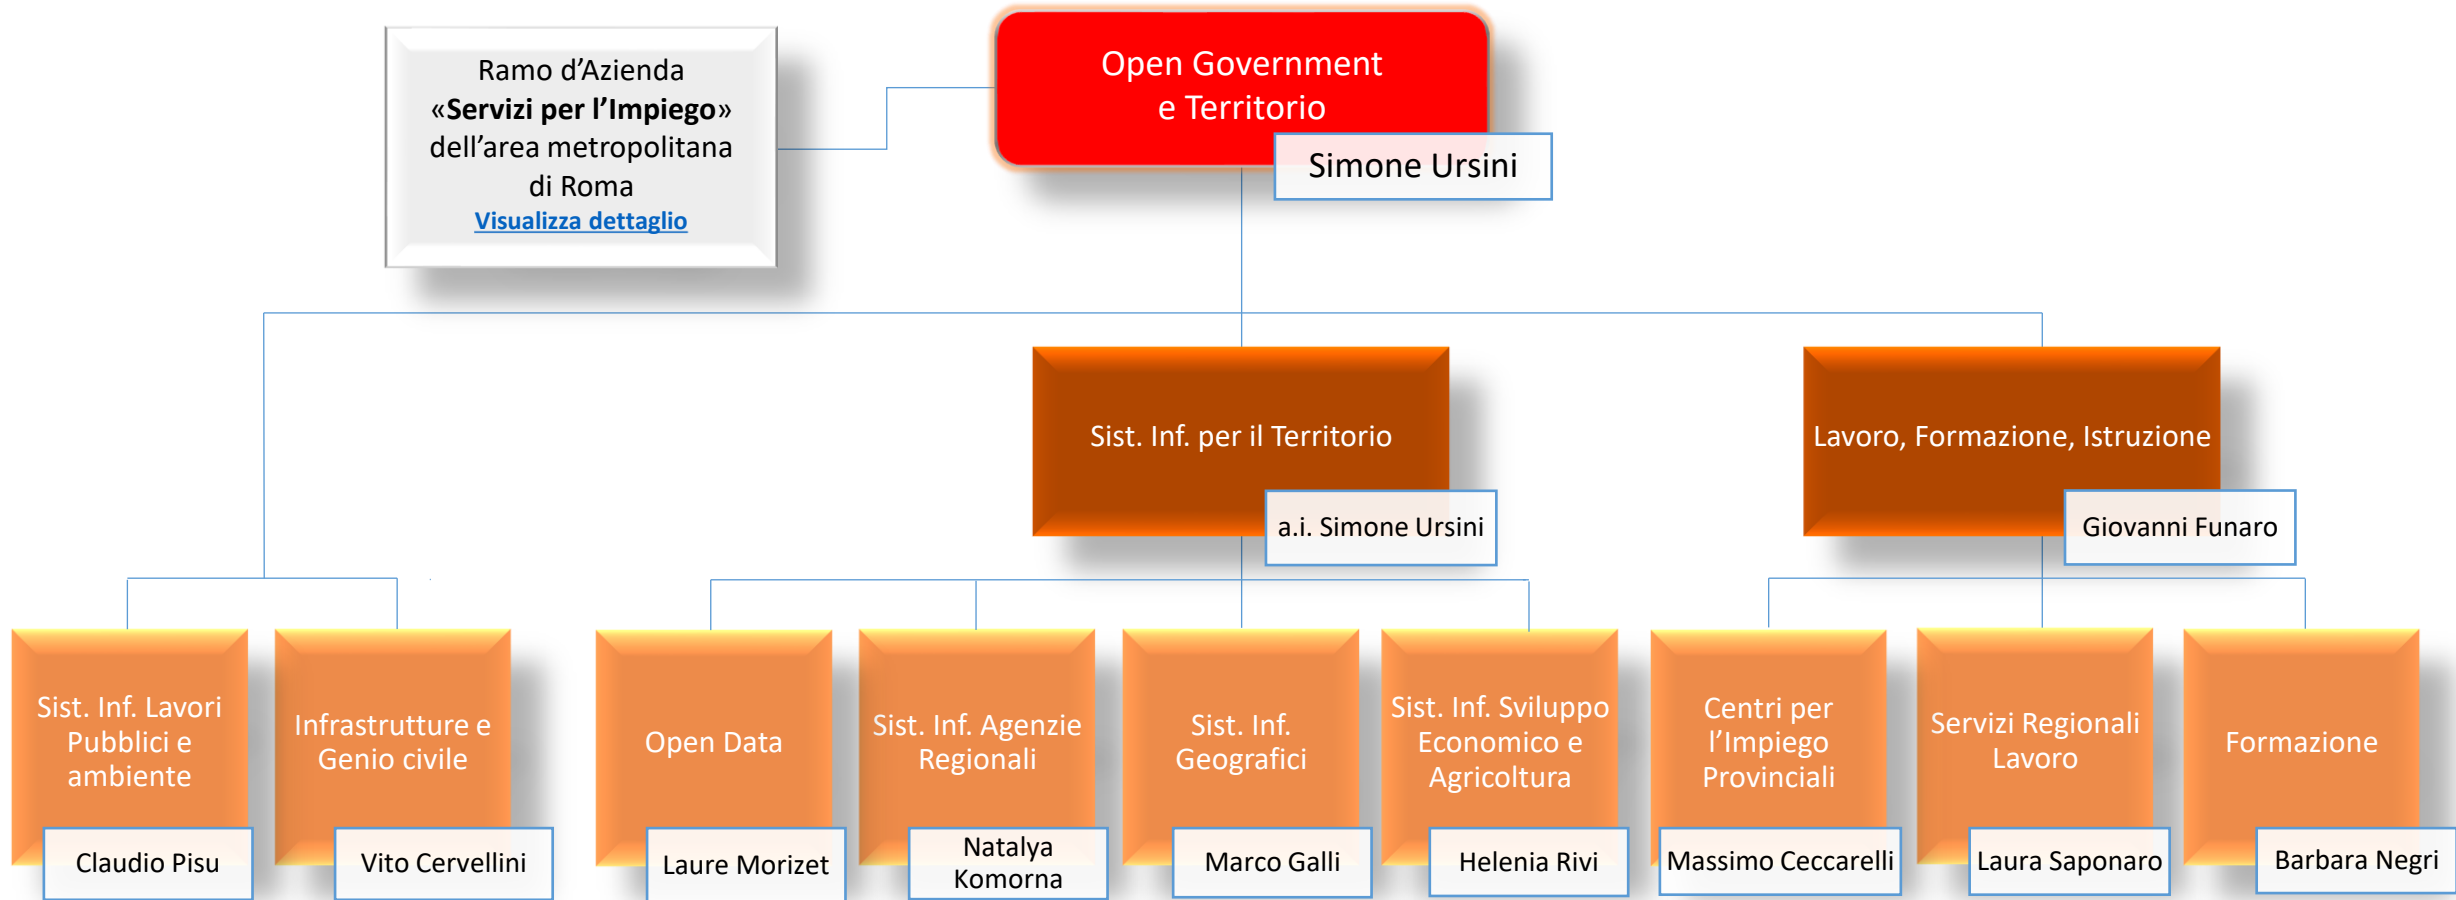 Ramo d’Azienda
«Servizi per l’Impiego»
dell’area metropolitana
di Roma
Visualizza dettaglio
Open Government
e Territorio
Simone Ursini
Sist. Inf. per il Territorio
a.i. Simone Ursini
Lavoro, Formazione, Istruzione
Giovanni Funaro
Sist. Inf. Lavori
Pubblici e
ambiente
Claudio Pisu
Infrastrutture e
Genio civile
Vito Cervellini
Open Data
Laure Morizet
Sist. Inf. Agenzie
Regionali
Natalya
Komorna
Sist. Inf.
Geografici
Marco Galli
Sist. Inf. Sviluppo
Economico e
Agricoltura
Helenia Rivi
Centri per
l’Impiego
Provinciali
Massimo Ceccarelli
Servizi Regionali
Lavoro
Laura Saponaro
Formazione
Barbara Negri